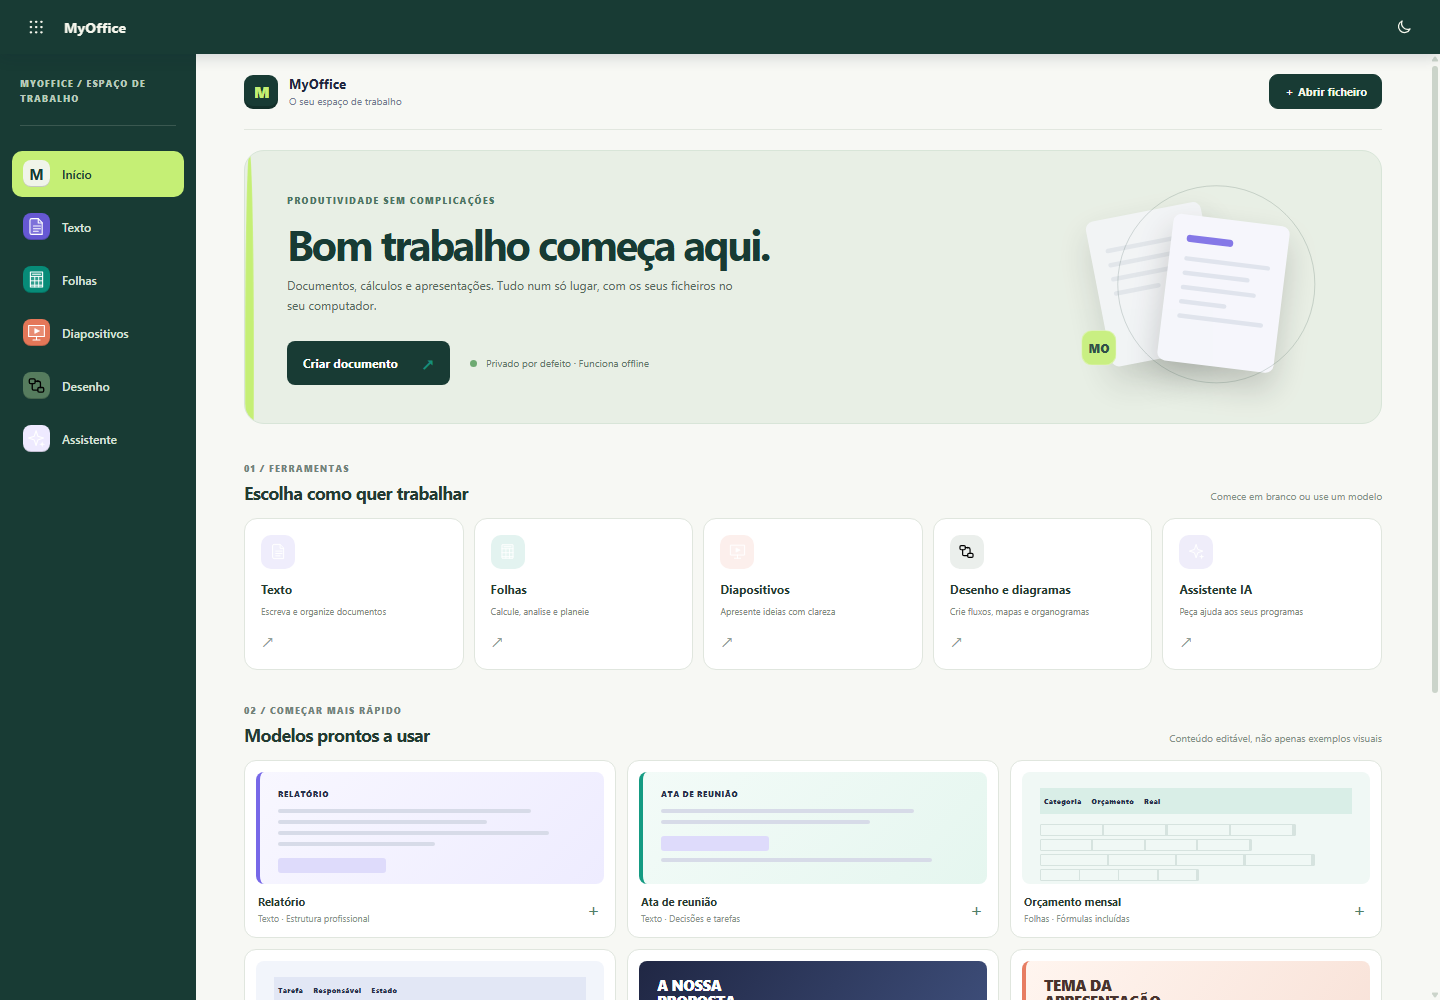 MyOffice
MYOFFICE / ESPAÇO DE
TRABALHO
M
Início
Texto
Folhas
Diapositivos
Desenho
Assistente
M
MyOffice
O seu espaço de trabalho
+ Abrir ficheiro
PRODUTIVIDADE SEM COMPLICAÇÕES
Bom trabalho começa aqui.
Documentos, cálculos e apresentações. Tudo num só lugar, com os seus ficheiros no
seu computador.
Criar documento ↗
Privado por defeito · Funciona offline
MO
01 / FERRAMENTAS
Escolha como quer trabalhar
Comece em branco ou use um modelo
Texto
Escreva e organize documentos
↗
Folhas
Calcule, analise e planeie
↗
Diapositivos
Apresente ideias com clareza
↗
Desenho e diagramas
Crie fluxos, mapas e organogramas
↗
Assistente IA
Peça ajuda aos seus programas
↗
02 / COMEÇAR MAIS RÁPIDO
Modelos prontos a usar
Conteúdo editável, não apenas exemplos visuais
RELATÓRIO
Relatório
Texto · Estrutura profissional
+
ATA DE REUNIÃO
Ata de reunião
Texto · Decisões e tarefas
+
Categoria Orçamento Real
Orçamento mensal
Folhas · Fórmulas incluídas
+
Tarefa Responsável Estado
A NOSSA
PROPOSTA
TEMA DA
APRESENTAÇÃO